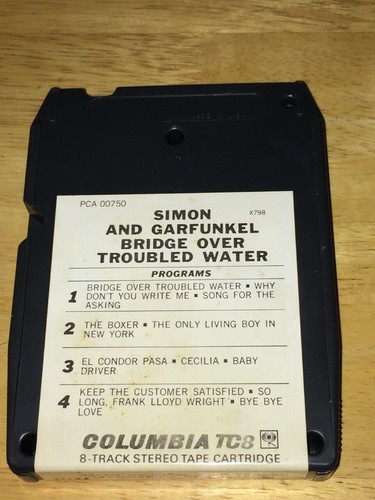 PCA 00750
X798
SIMON
AND GARFUNKEL
BRIDGE OVER
TROUBLED WATER
PROGRAMS
1 BRIDGE OVER TROUBLED WATER ▪ WHY
DON'T YOU WRITE ME ▪ SONG FOR THE
ASKING
2 THE BOXER ▪ THE ONLY LIVING BOY IN
NEW YORK
3 EL CONDOR PASA ▪ CECILIA ▪ BABY
DRIVER
4 KEEP THE CUSTOMER SATISFIED ▪ SO
LONG, FRANK LLOYD WRIGHT ▪ BYE BYE
LOVE
COLUMBIA TC8
8-TRACK STEREO TAPE CARTRIDGE